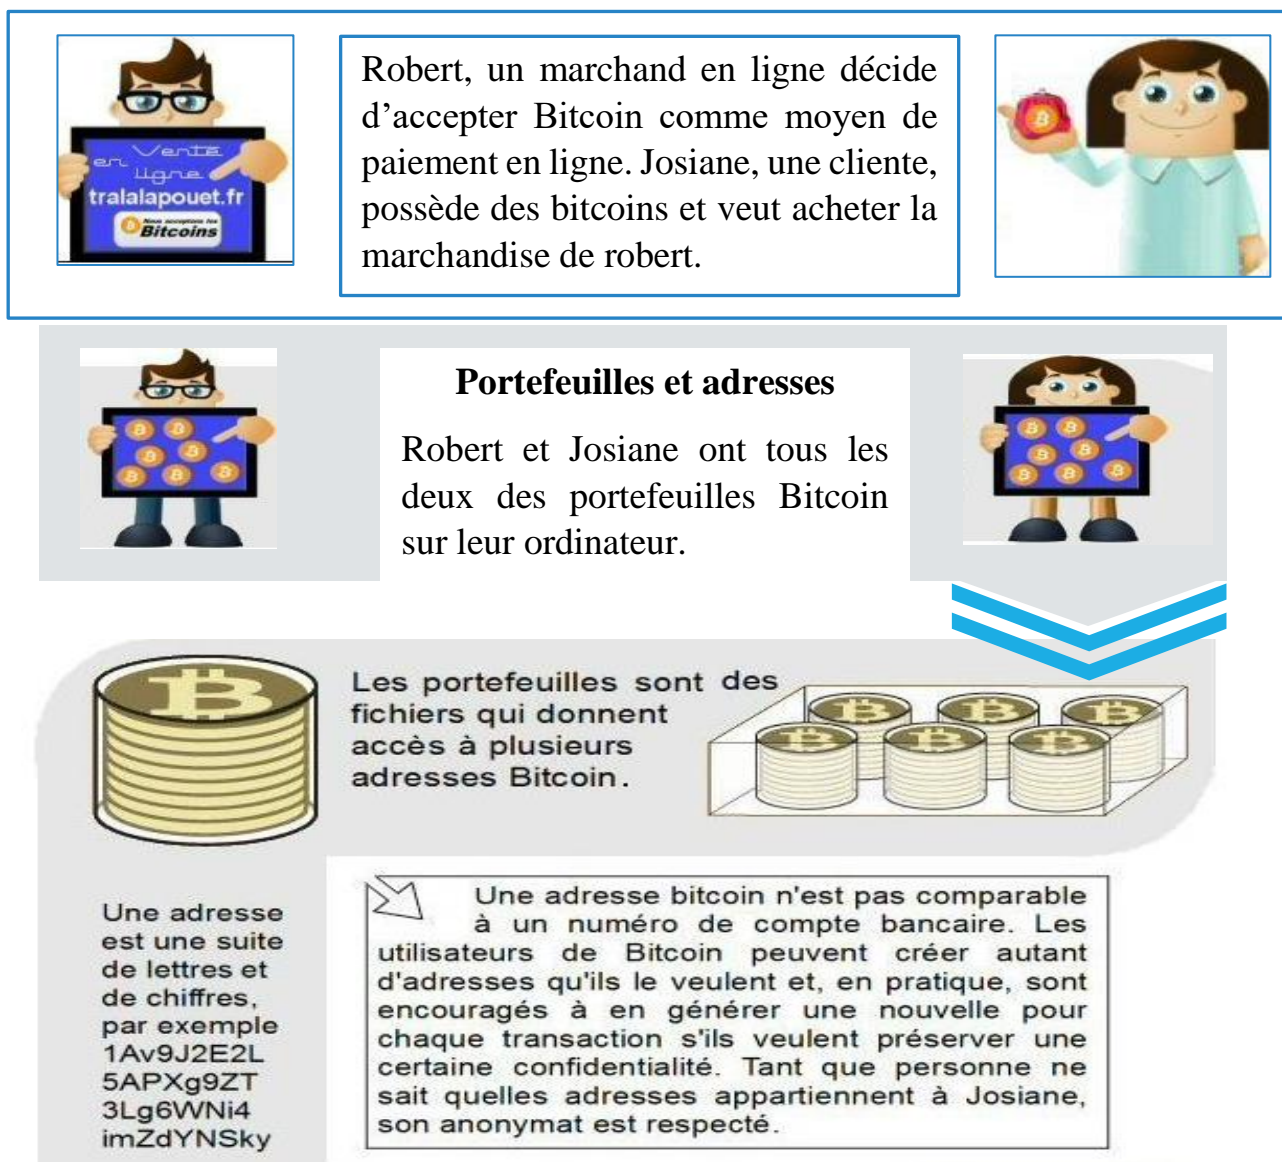 en Vente
ligne
tralalapouet.fr
Nous acceptons les
Bitcoins
Robert, un marchand en ligne décide
d’accepter Bitcoin comme moyen de
paiement en ligne. Josiane, une cliente,
possède des bitcoins et veut acheter la
marchandise de robert.
Portefeuilles et adresses
Robert et Josiane ont tous les
deux des portefeuilles Bitcoin
sur leur ordinateur.
Les portefeuilles sont des
fichiers qui donnent
accès à plusieurs
adresses Bitcoin.
Une adresse
est une suite
de lettres et
de chiffres,
par exemple
1Av9J2E2L
5APXg9ZT
3Lg6WNi4
imZdYNSky
Une adresse bitcoin n'est pas comparable
à un numéro de compte bancaire. Les
utilisateurs de Bitcoin peuvent créer autant
d'adresses qu'ils le veulent et, en pratique, sont
encouragés à en générer une nouvelle pour
chaque transaction s'ils veulent préserver une
certaine confidentialité. Tant que personne ne
sait quelles adresses appartiennent à Josiane,
son anonymat est respecté.